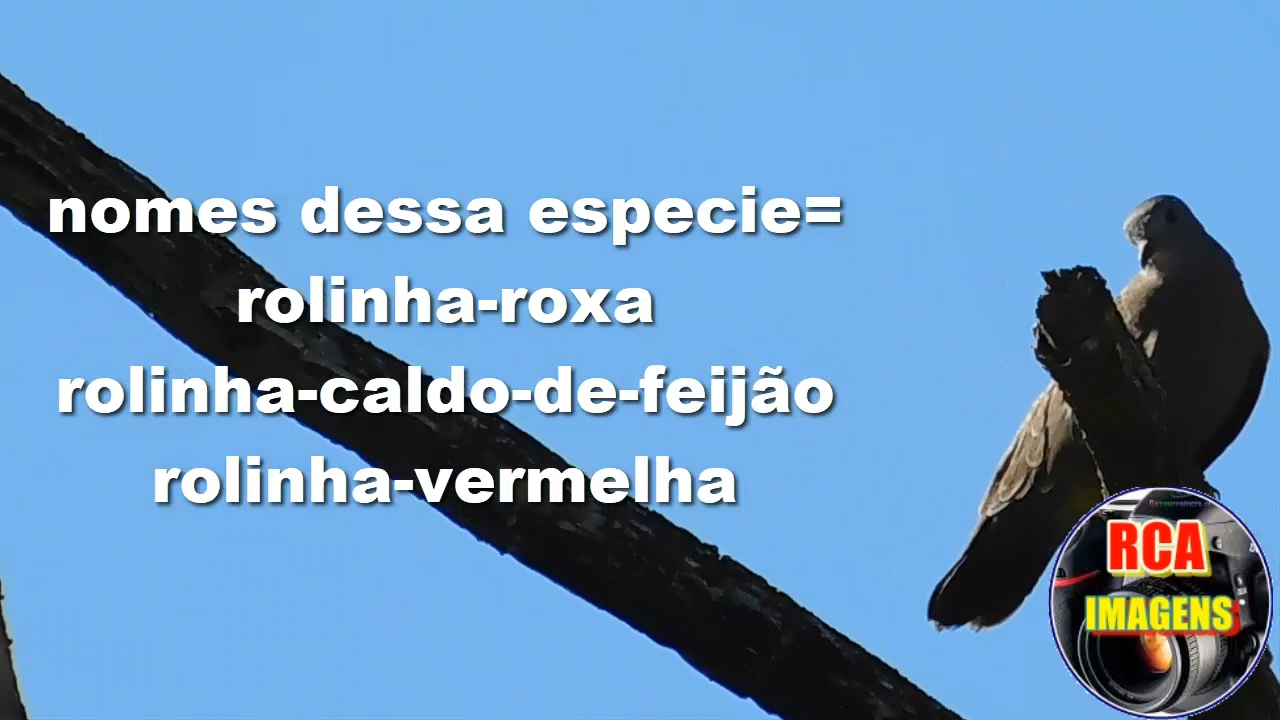 nomes dessa especie=
rolinha-roxa
rolinha-caldo-de-feijão
rolinha-vermelha
RCA
IMAGENS